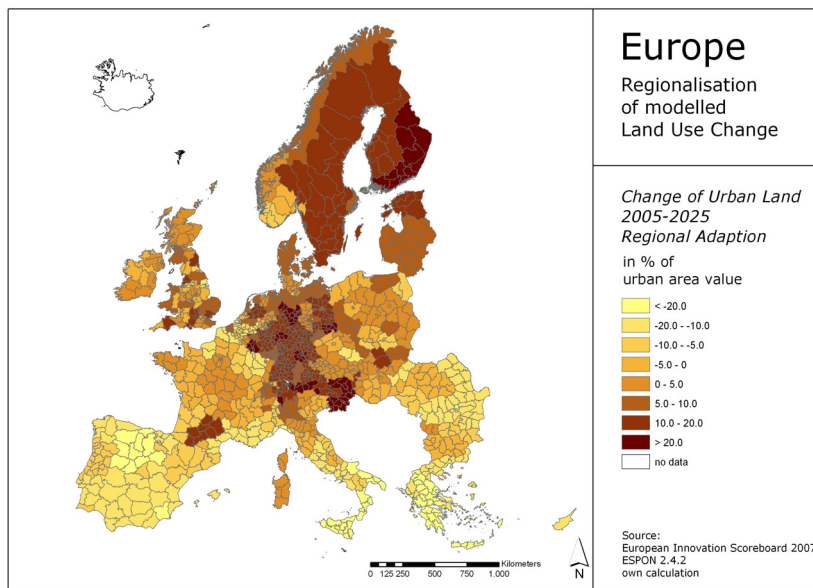 Europe
Regionalisation
of modelled
Land Use Change
Change of Urban Land
2005-2025
Regional Adaption
in % of
urban area value
< -20.0
-20.0 - -10.0
-10.0 - -5.0
-5.0 - 0
0 - 5.0
5.0 - 10.0
10.0 - 20.0
> 20.0
no data
Source:
European Innovation Scoreboard 2007
ESPON 2.4.2
own calculation
Kilometers
0 125 250 500 750 1.000
N